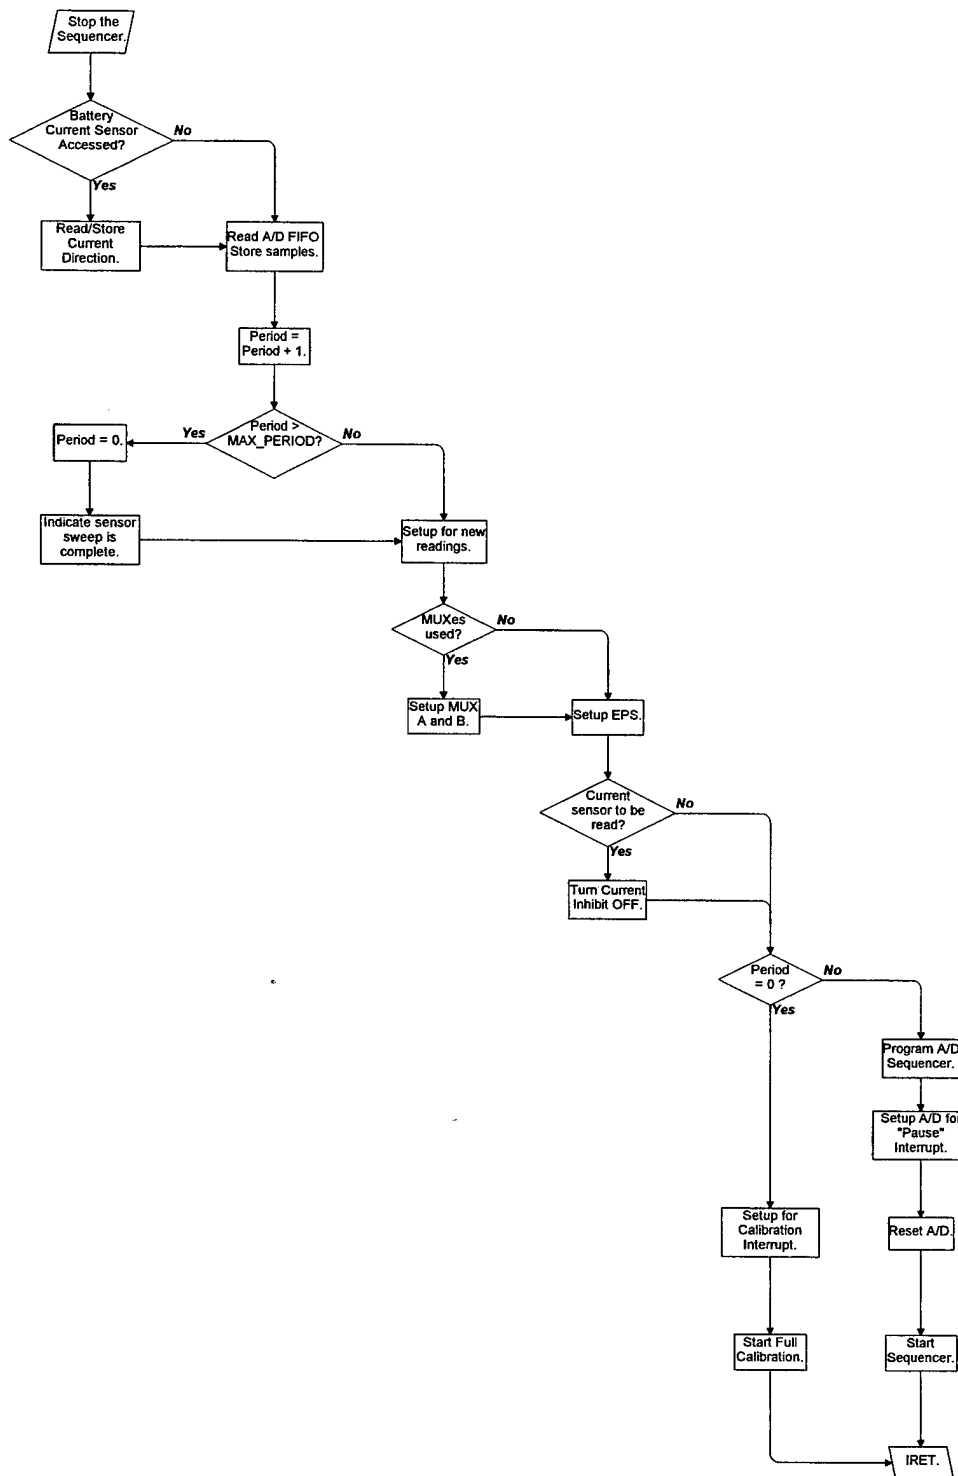 Stop the
Sequencer.
Battery
Current Sensor
Accessed?
No
Yes
Read/Store
Current
Direction.
Read A/D FIFO
Store samples.
Period =
Period + 1.
Period >
MAX_PERIOD?
Yes
No
Period = 0.
Indicate sensor
sweep is
complete.
Setup for new
readings.
MUXes
used?
No
Yes
Setup MUX
A and B.
Setup EPS.
Current
sensor to be
read?
No
Yes
Turn Current
Inhibit OFF.
Period
= 0 ?
No
Yes
Program A/D
Sequencer.
Setup A/D for
"Pause"
Interrupt.
Setup for
Calibration
Interrupt.
Reset A/D.
Start Full
Calibration.
Start
Sequencer.
IRET.